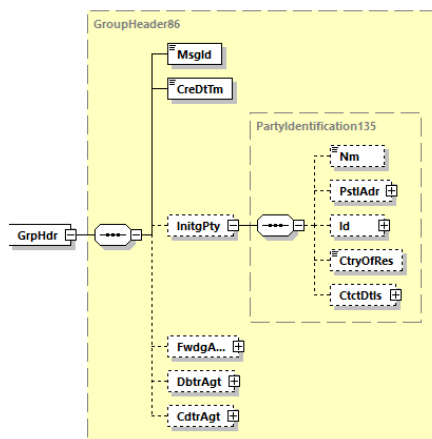 GroupHeader86
MsgId
CreDtTm
PartyIdentification135
Nm
PstlAdr
GrpHdr
InitgPty
Id
CtryOfRes
CtctDtls
FwdgA...
DbtrAgt
CdtrAgt